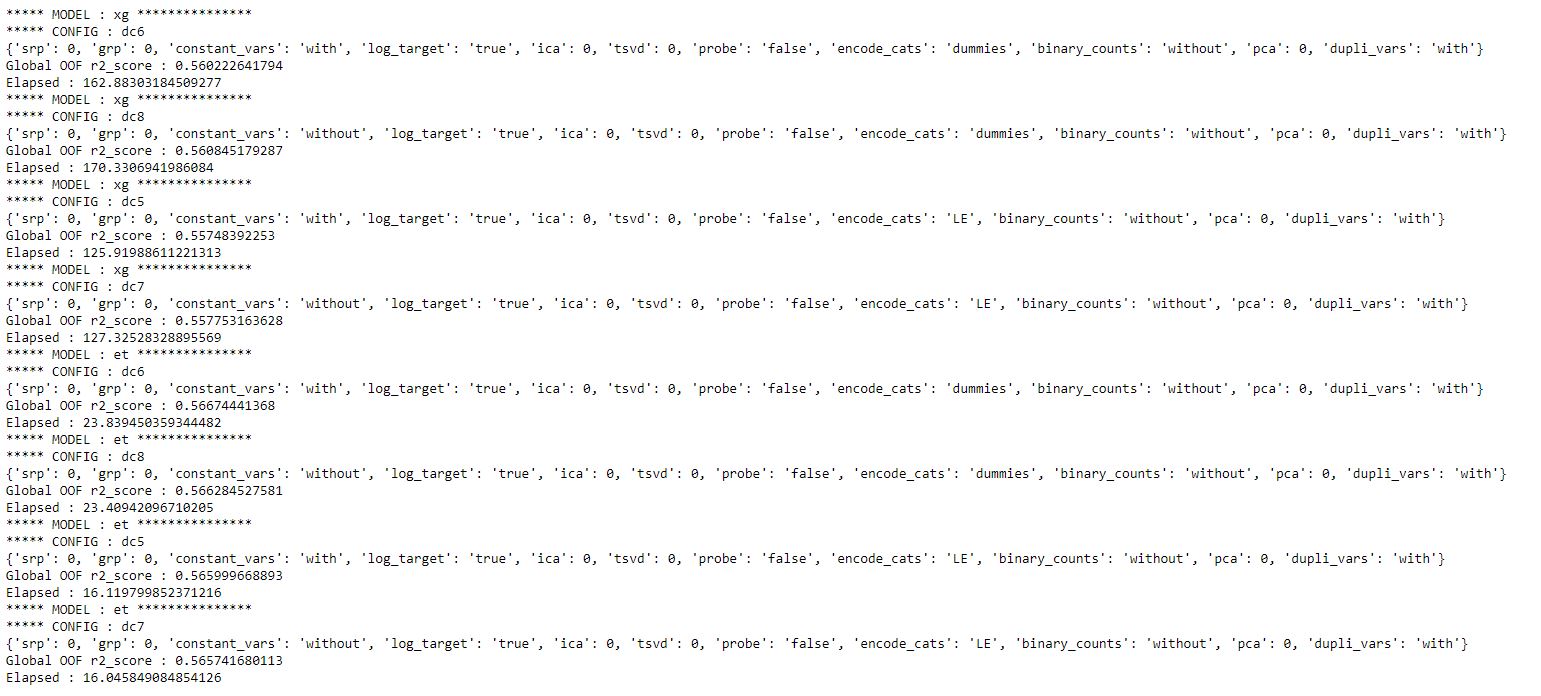 ***** MODEL : xg ***************
***** CONFIG : dc6
{'srp': 0, 'grp': 0, 'constant_vars': 'with', 'log_target': 'true', 'ica': 0, 'tsvd': 0, 'probe': 'false', 'encode_cats': 'dummies', 'binary_counts': 'without', 'pca': 0, 'dupli_vars': 'with'}
Global OOF r2_score : 0.560222641794
Elapsed : 162.88303184509277
***** MODEL : xg ***************
***** CONFIG : dc8
{'srp': 0, 'grp': 0, 'constant_vars': 'without', 'log_target': 'true', 'ica': 0, 'tsvd': 0, 'probe': 'false', 'encode_cats': 'dummies', 'binary_counts': 'without', 'pca': 0, 'dupli_vars': 'with'}
Global OOF r2_score : 0.560845179287
Elapsed : 170.3306941986084
***** MODEL : xg ***************
***** CONFIG : dc5
{'srp': 0, 'grp': 0, 'constant_vars': 'with', 'log_target': 'true', 'ica': 0, 'tsvd': 0, 'probe': 'false', 'encode_cats': 'LE', 'binary_counts': 'without', 'pca': 0, 'dupli_vars': 'with'}
Global OOF r2_score : 0.55748392253
Elapsed : 125.91988611221313
***** MODEL : xg ***************
***** CONFIG : dc7
{'srp': 0, 'grp': 0, 'constant_vars': 'without', 'log_target': 'true', 'ica': 0, 'tsvd': 0, 'probe': 'false', 'encode_cats': 'LE', 'binary_counts': 'without', 'pca': 0, 'dupli_vars': 'with'}
Global OOF r2_score : 0.557753163628
Elapsed : 127.32528328895569
***** MODEL : et ***************
***** CONFIG : dc6
{'srp': 0, 'grp': 0, 'constant_vars': 'with', 'log_target': 'true', 'ica': 0, 'tsvd': 0, 'probe': 'false', 'encode_cats': 'dummies', 'binary_counts': 'without', 'pca': 0, 'dupli_vars': 'with'}
Global OOF r2_score : 0.56674441368
Elapsed : 23.839450359344482
***** MODEL : et ***************
***** CONFIG : dc8
{'srp': 0, 'grp': 0, 'constant_vars': 'without', 'log_target': 'true', 'ica': 0, 'tsvd': 0, 'probe': 'false', 'encode_cats': 'dummies', 'binary_counts': 'without', 'pca': 0, 'dupli_vars': 'with'}
Global OOF r2_score : 0.566284527581
Elapsed : 23.40942096710205
***** MODEL : et ***************
***** CONFIG : dc5
{'srp': 0, 'grp': 0, 'constant_vars': 'with', 'log_target': 'true', 'ica': 0, 'tsvd': 0, 'probe': 'false', 'encode_cats': 'LE', 'binary_counts': 'without', 'pca': 0, 'dupli_vars': 'with'}
Global OOF r2_score : 0.565999668893
Elapsed : 16.119799852371216
***** MODEL : et ***************
***** CONFIG : dc7
{'srp': 0, 'grp': 0, 'constant_vars': 'without', 'log_target': 'true', 'ica': 0, 'tsvd': 0, 'probe': 'false', 'encode_cats': 'LE', 'binary_counts': 'without', 'pca': 0, 'dupli_vars': 'with'}
Global OOF r2_score : 0.565741680113
Elapsed : 16.045849084854126